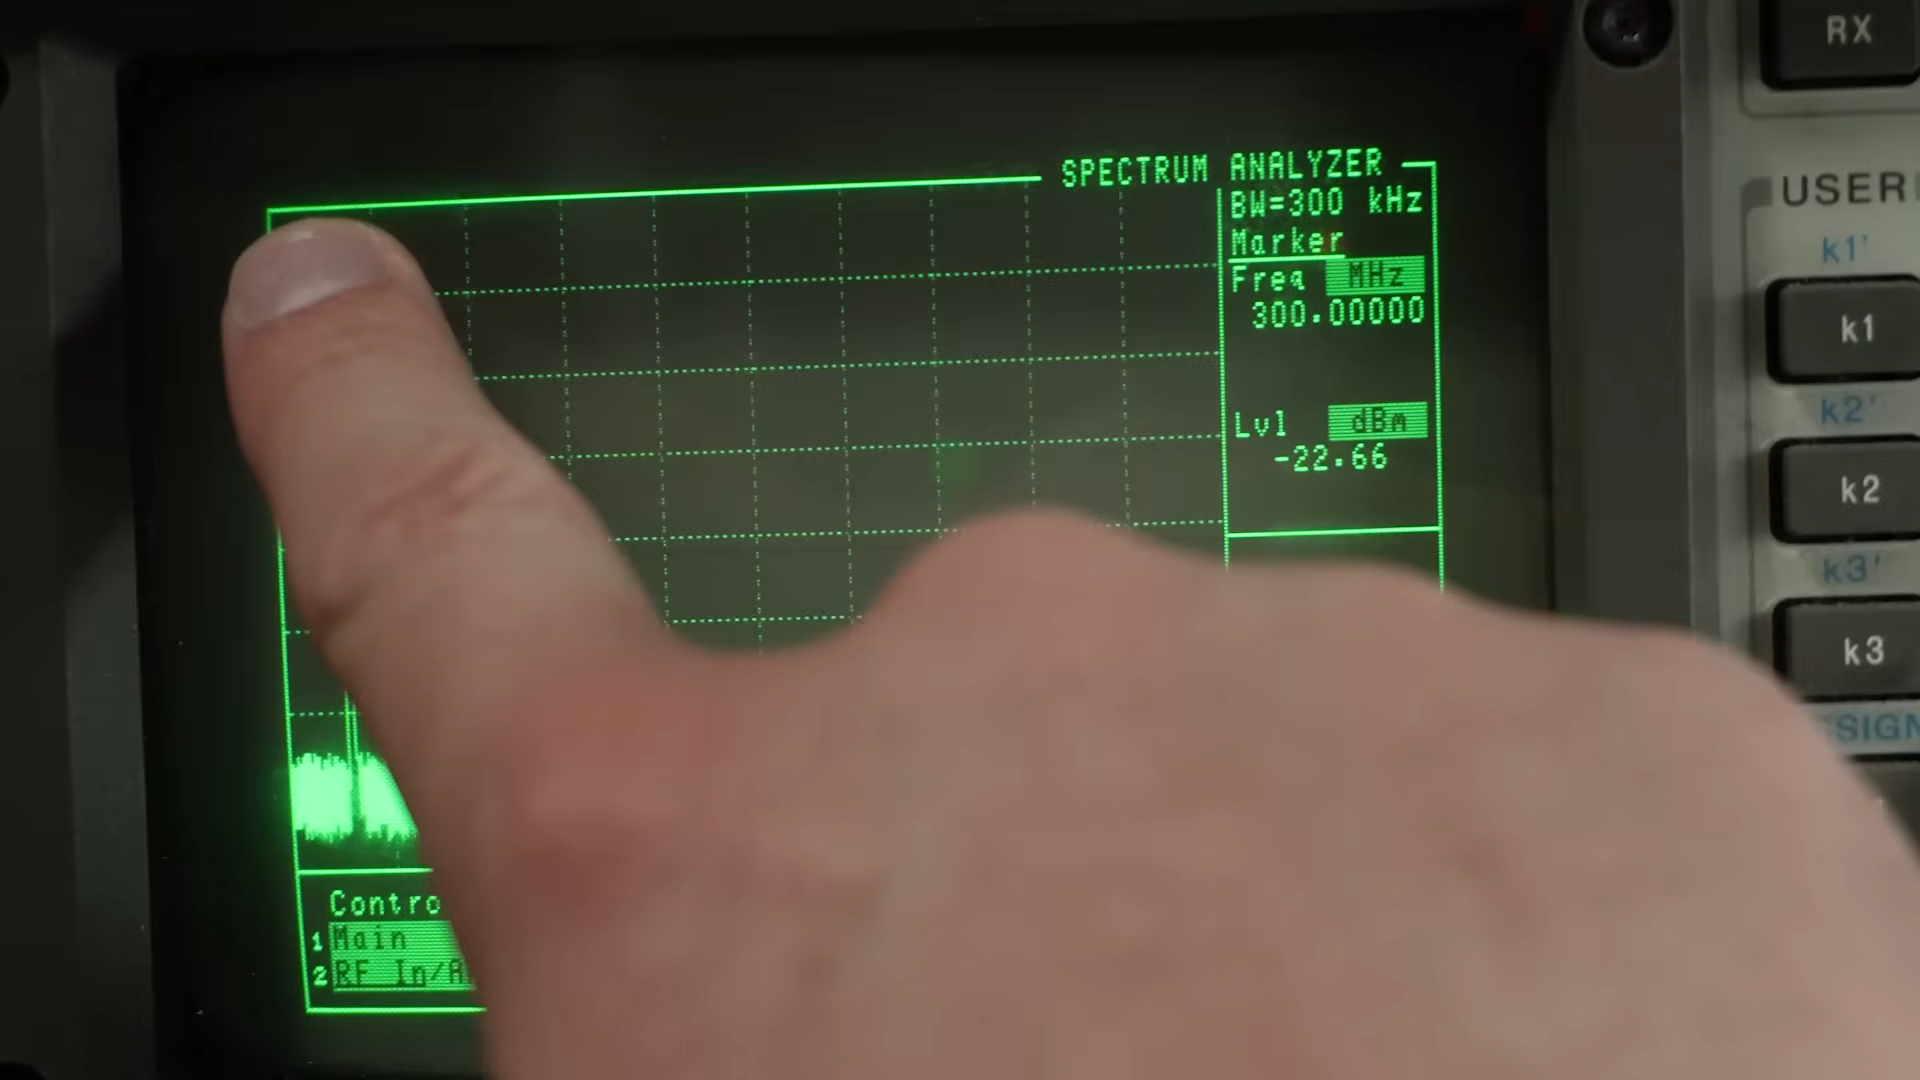 SPECTRUM ANALYZER
BW=300 kHz
Marker
Freq MHz
300.00000
Lvl dBm
-22.66
Contro
1 Main
2 RF In/A
RX
USER
k1'
k1
k2'
k2
k3'
k3
SIGN